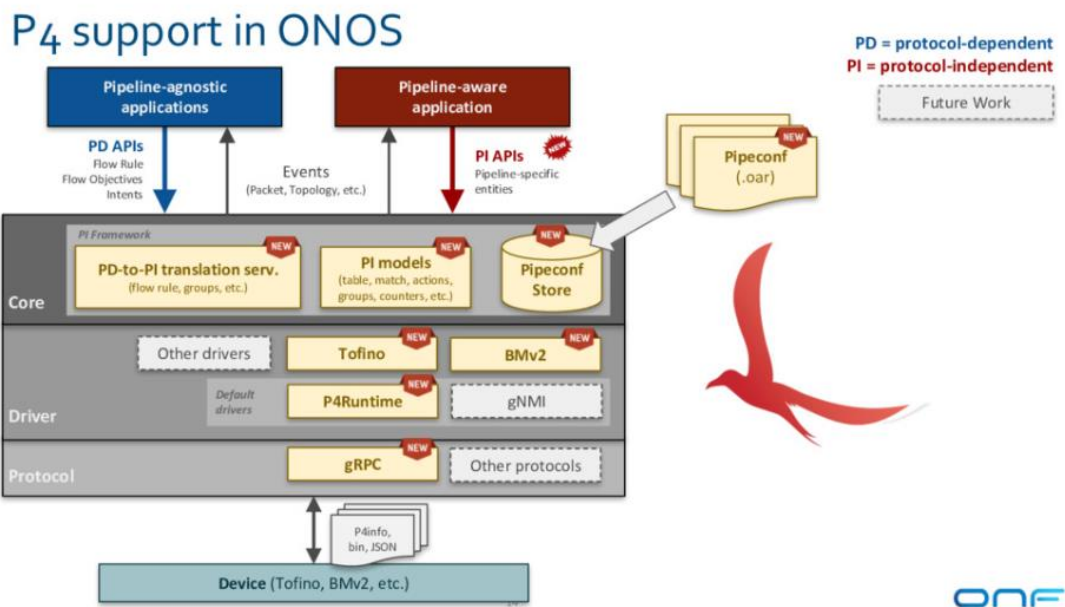 P4 support in ONOS
PD = protocol-dependent
PI = protocol-independent
Future Work
Pipeline-agnostic
applications
Pipeline-aware
application
PD APIs
Flow Rule
Flow Objectives
Intents
Events
(Packet, Topology, etc.)
NEW
PI APIs
Pipeline-specific
entities
NEW
Pipeconf
(.oar)
PI Framework
NEW
PD-to-PI translation serv.
(flow rule, groups, etc.)
NEW
PI models
(table, match, actions,
groups, counters, etc.)
NEW
Pipeconf
Store
Core
Other drivers
NEW
Tofino
NEW
BMv2
Default
drivers
NEW
P4Runtime
gNMI
Driver
NEW
gRPC
Other protocols
Protocol
P4info,
bin, JSON
Device (Tofino, BMv2, etc.)
ONF